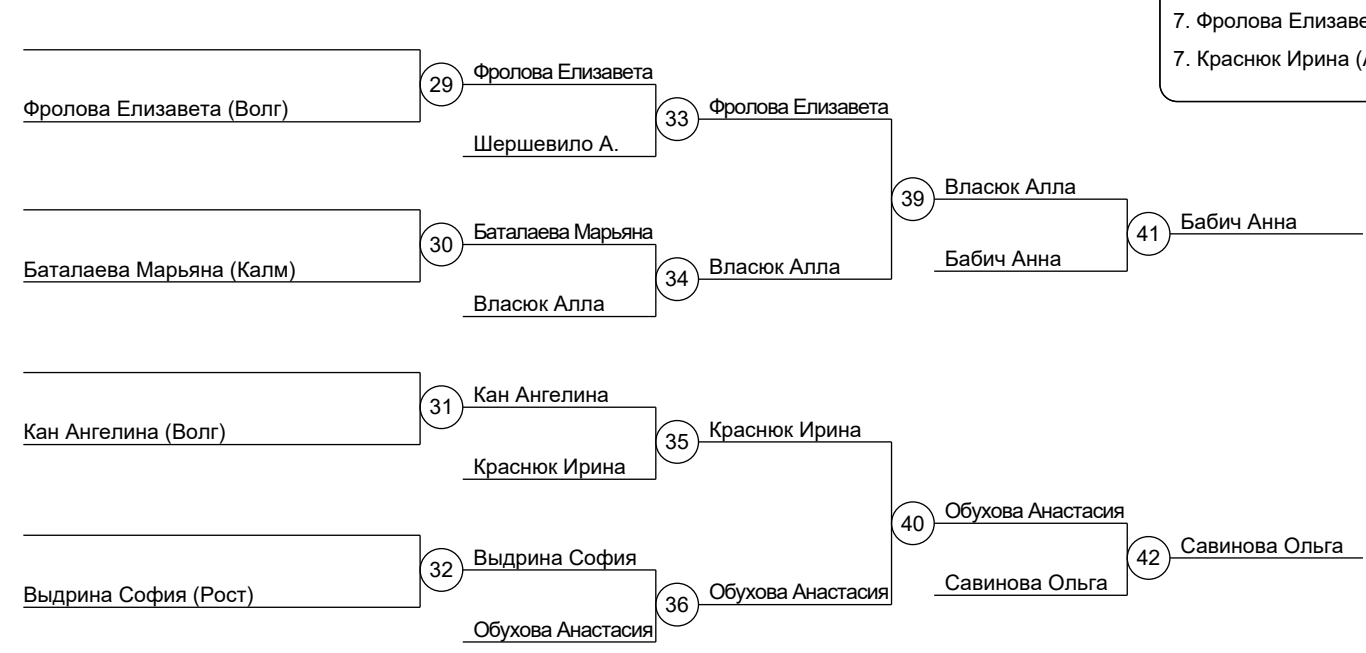 7. Фролова
7. Краснюк Ирина
29 Фролова Елизавета
Фролова Елизавета (Волг)
33 Фролова Елизавета
Шершевило А.
39 Власюк Алла
30 Баталаева Марьяна
41 Бабич Анна
Баталаева Марьяна (Калм)
34 Власюк Алла
Бабич Анна
Власюк Алла
31 Кан Ангелина
Кан Ангелина (Волг)
35 Краснюк Ирина
Краснюк Ирина
40 Обухова Анастасия
32 Выдрина София
42 Савинова Ольга
Выдрина София (Рост)
36 Обухова Анастасия
Савинова Ольга
Обухова Анастасия